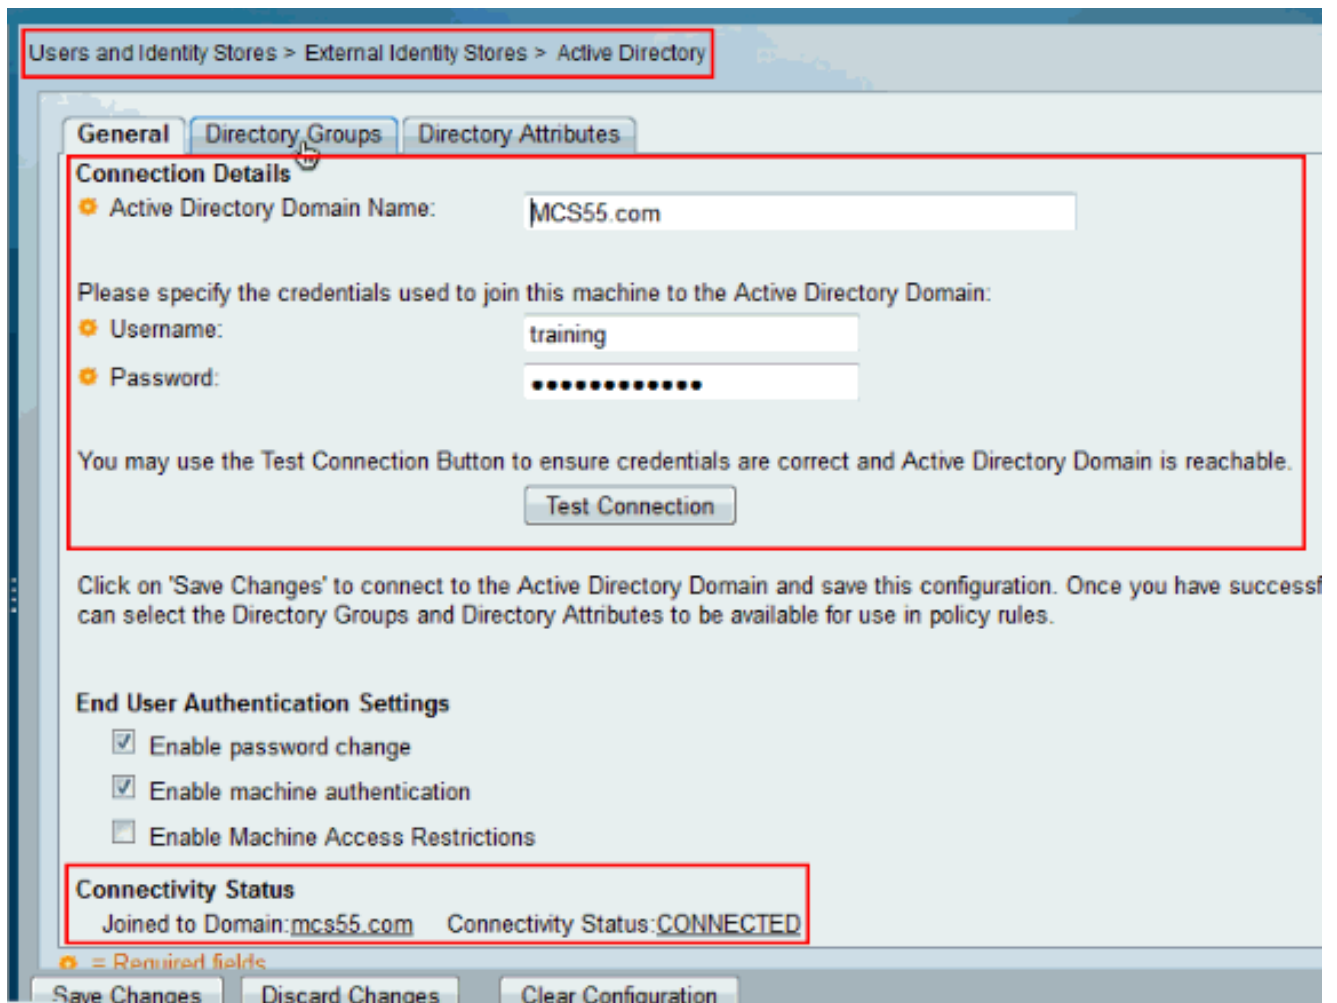 Users and Identity Stores > External Identity Stores > Active Directory
General Directory Groups Directory Attributes
Connection Details
Active Directory Domain Name: MCS55.com
Please specify the credentials used to join this machine to the Active Directory Domain:
Username: training
Password: ●●●●●●●●●●●●
You may use the Test Connection Button to ensure credentials are correct and Active Directory Domain is reachable.
Test Connection
Click on 'Save Changes' to connect to the Active Directory Domain and save this configuration. Once you have successf
can select the Directory Groups and Directory Attributes to be available for use in policy rules.
End User Authentication Settings
Enable password change
Enable machine authentication
Enable Machine Access Restrictions
Connectivity Status
Joined to Domain:mcs55.com Connectivity Status:CONNECTED
= Required fields
Save Changes Discard Changes Clear Configuration